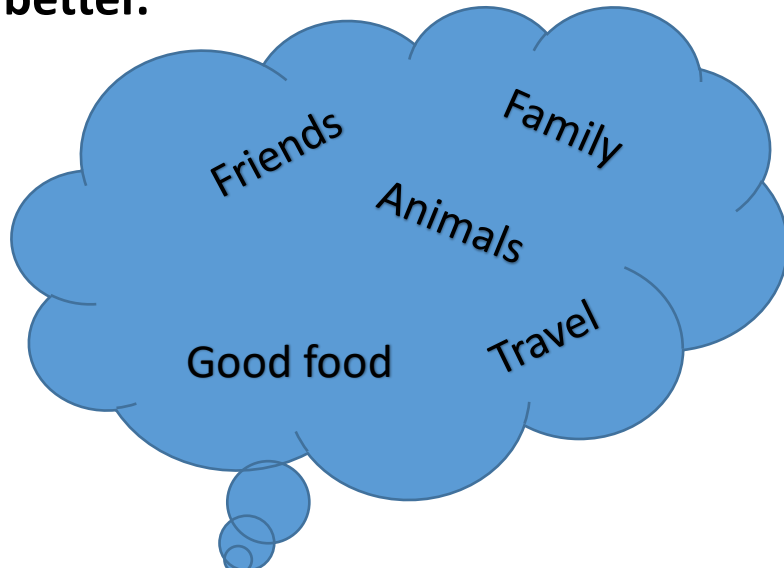 better.
Friends
Family
Animals
Good food
Travel